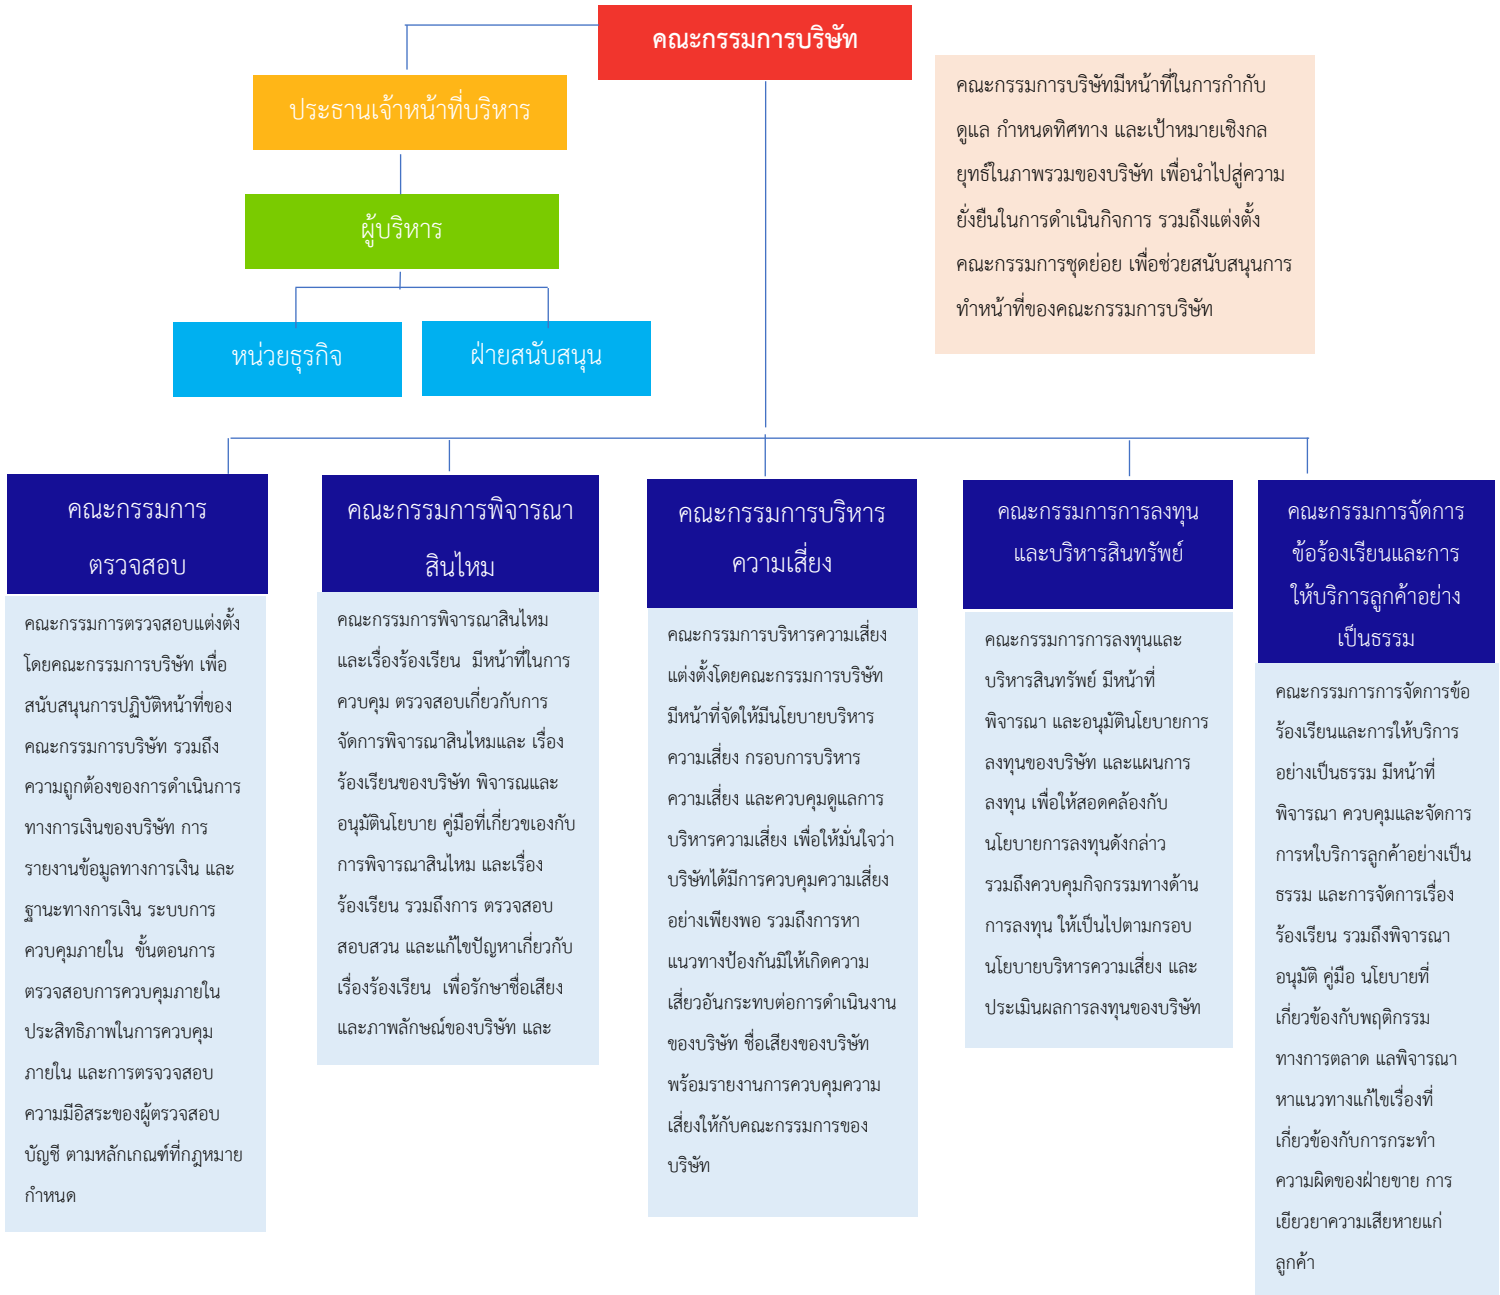 คณะกรรมการบริษัท
ประธานเจ้าหน้าที่บริหาร
ผู้บริหาร
หน่วยธุรกิจ
ฝ่ายสนับสนุน
คณะกรรมการบริษัทมีหน้าที่ในการกำกับ
ดูแล กำหนดทิศทาง และเป้าหมายเชิงกล
ยุทธ์ในภาพรวมของบริษัท เพื่อนำไปสู่ความ
ยั่งยืนในการดำเนินกิจการ รวมถึงแต่งตั้ง
คณะกรรมการชุดย่อย เพื่อช่วยสนับสนุนการ
ทำหน้าที่ของคณะกรรมการบริษัท
คณะกรรมการ
ตรวจสอบ
คณะกรรมการตรวจสอบแต่งตั้ง
โดยคณะกรรมการบริษัท เพื่อ
สนับสนุนการปฏิบัติหน้าที่ของ
คณะกรรมการบริษัท รวมถึง
ความถูกต้องของการดำเนินการ
ทางการเงินของบริษัท การ
รายงานข้อมูลทางการเงิน และ
ฐานะทางการเงิน ระบบการ
ควบคุมภายใน ขั้นตอนการ
ตรวจสอบการควบคุมภายใน
ประสิทธิภาพในการควบคุม
ภายใน และการตรจวจสอบ
ความมีอิสระของผู้ตรวจสอบ
บัญชี ตามหลักเกณฑ์ที่กฎหมาย
กำหนด
คณะกรรมการพิจารณา
สินไหม
คณะกรรมการพิจารณาสินไหม
และเรื่องร้องเรียน มีหน้าที่ในการ
ควบคุม ตรวจสอบเกี่ยวกับการ
จัดการพิจารณาสินไหมและ เรื่อง
ร้องเรียนของบริษัท พิจารณและ
อนุมัตินโยบาย คู่มือที่เกี่ยวขเองกับ
การพิจารณาสินไหม และเรื่อง
ร้องเรียน รวมถึงการ ตรวจสอบ
สอบสวน และแก้ไขปัญหาเกี่ยวกับ
เรื่องร้องเรียน เพื่อรักษาชื่อเสียง
และภาพลักษณ์ของบริษัท และ
คณะกรรมการบริหาร
ความเสี่ยง
คณะกรรมการบริหารความเสี่ยง
แต่งตั้งโดยคณะกรรมการบริษัท
มีหน้าที่จัดให้มีนโยบายบริหาร
ความเสี่ยง กรอบการบริหาร
ความเสี่ยง และควบคุมดูแลการ
บริหารความเสี่ยง เพื่อให้มั่นใจว่า
บริษัทได้มีการควบคุมความเสี่ยง
อย่างเพียงพอ รวมถึงการหา
แนวทางป้องกันมิให้เกิดความ
เสี่ยวอันกระทบต่อการดำเนินงาน
ของบริษัท ชื่อเสียงของบริษัท
พร้อมรายงานการควบคุมความ
เสี่ยงให้กับคณะกรรมการของ
บริษัท
คณะกรรมการการลงทุน
และบริหารสินทรัพย์
คณะกรรมการการลงทุนและ
บริหารสินทรัพย์ มีหน้าที่
พิจารณา และอนุมัตินโยบายการ
ลงทุนของบริษัท และแผนการ
ลงทุน เพื่อให้สอดคล้องกับ
นโยบายการลงทุนดังกล่าว
รวมถึงควบคุมกิจกรรมทางด้าน
การลงทุน ให้เป็นไปตามกรอบ
นโยบายบริหารความเสี่ยง และ
ประเมินผลการลงทุนของบริษัท
คณะกรรมการจัดการ
ข้อร้องเรียนและการ
ให้บริการลูกค้าอย่าง
เป็นธรรม
คณะกรรมการการจัดการข้อ
ร้องเรียนและการให้บริการ
อย่างเป็นธรรม มีหน้าที่
พิจารณา ควบคุมและจัดการ
การหใบริการลูกค้าอย่างเป็น
ธรรม และการจัดการเรื่อง
ร้องเรียน รวมถึงพิจารณา
อนุมัติ คู่มือ นโยบายที่
เกี่ยวข้องกับพฤติกรรม
ทางการตลาด แลพิจารณา
หาแนวทางแก้ไขเรื่องที่
เกี่ยวข้องกับการกระทำ
ความผิดของฝ่ายขาย การ
เยียวยาความเสียหายแก่
ลูกค้า